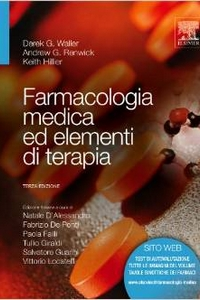 Derek G. Waller
Andrew G. Renwick
Keith Hillier
ELSEVIER
Farmacologia
medica
ed elementi
di terapia
TERZA EDIZIONE
Edizione italiana a cura di
Natale D'Alessandro
Fabrizio De Ponti
Paola Failli
Tullio Giraldi
Salvatore Guarini
Vittorio Locatelli
SITO WEB
TEST DI AUTOVALUTAZIONE
TUTTE LE IMMAGINI DEL VOLUME
TAVOLE SINOTTICHE DEI FARMACI